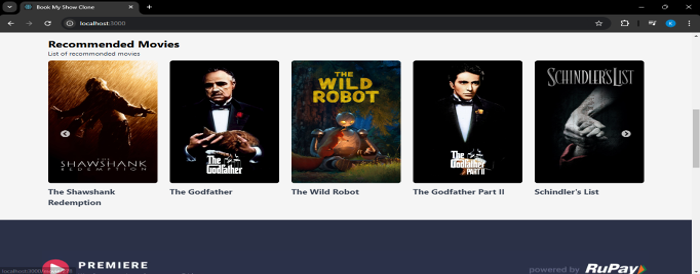 Book My Show Clone
localhost:3000
Recommended Movies
List of recommended movies
THE
SHAWSHANK
REDEMPTION
The
Godfather
THE
WILD
ROBOT
The
Godfather
PART II
SCHINDLER'S LIST
The Shawshank
Redemption
The Godfather
The Wild Robot
The Godfather Part II
Schindler's List
PREMIERE
powered by RuPay